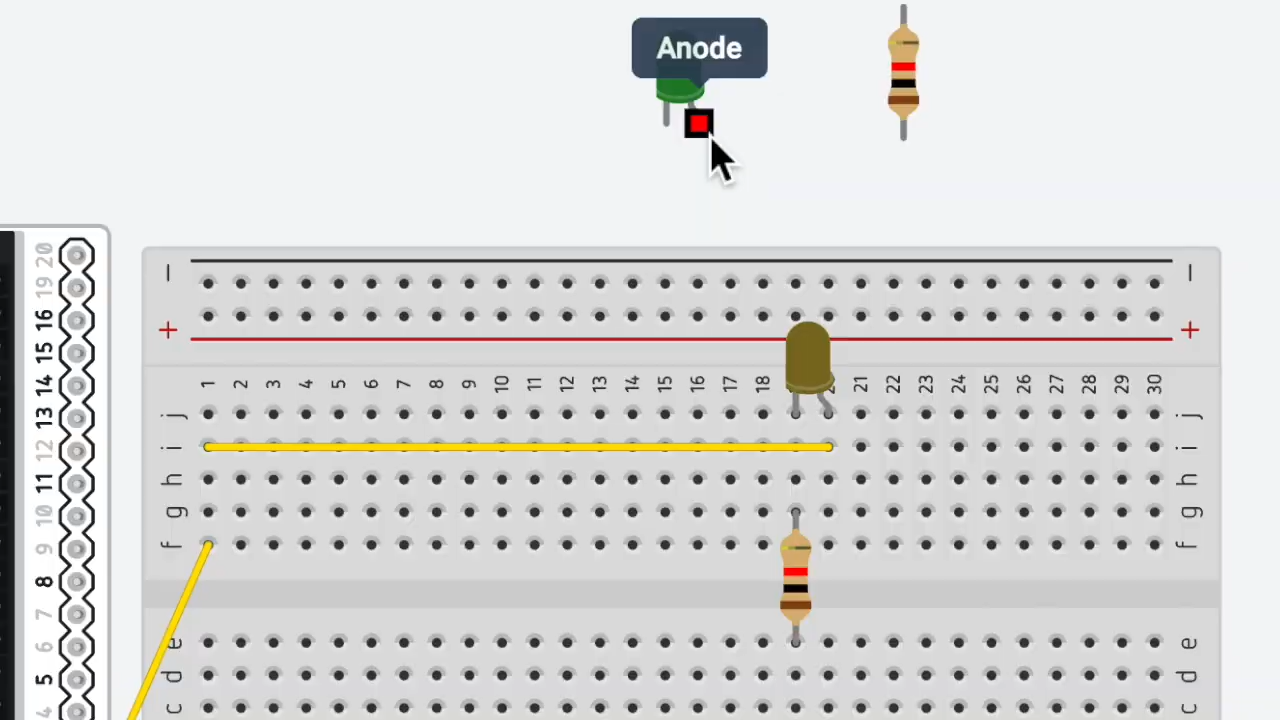 Anode
20
19
16
15
14
13
12
11
10
9
8
7
6
5
4
− −
+ +
1 2 3 4 5 6 7 8 9 10 11 12 13 14 15 16 17 18 21 22 23 24 25 26 27 28 29 30
j j
i i
h h
g g
f f
e e
d d
c c